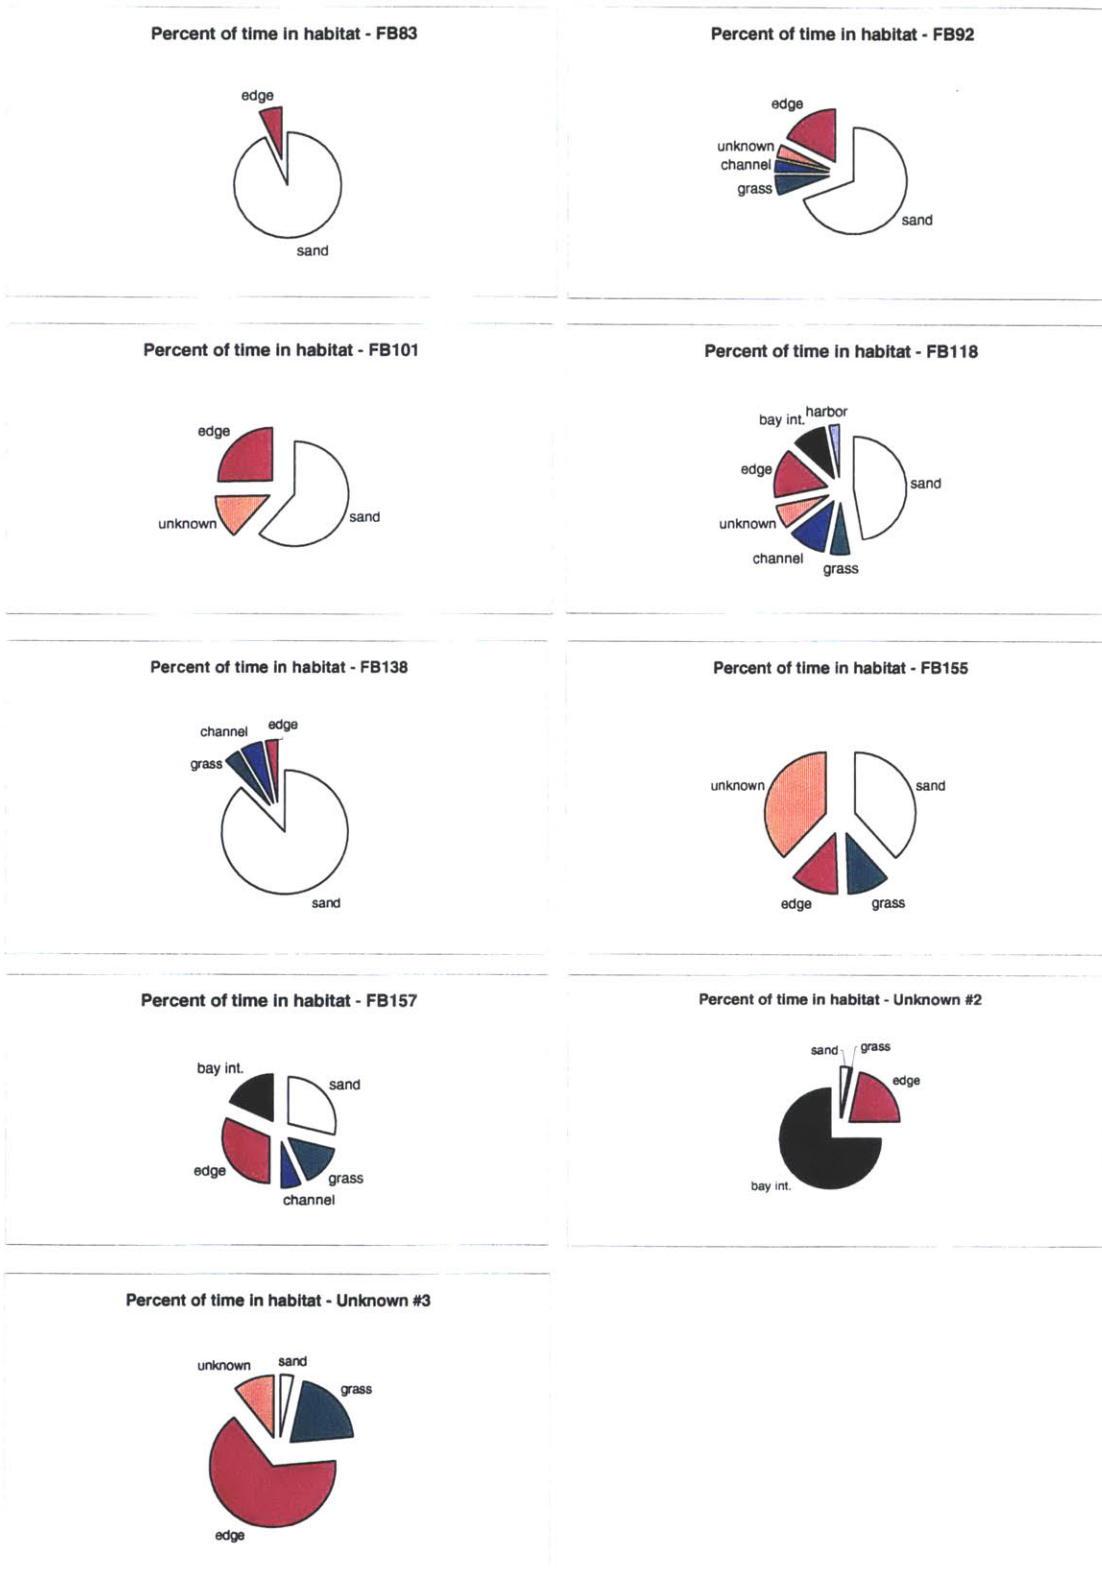 Percent of time in habitat - FB83
edge
sand
Percent of time in habitat - FB92
edge
unknown
channel
grass
sand
Percent of time in habitat - FB101
edge
unknown
sand
Percent of time in habitat - FB118
harbor
bay int.
edge
sand
unknown
channel
grass
Percent of time in habitat - FB138
edge
channel
grass
sand
Percent of time in habitat - FB155
unknown
sand
edge
grass
Percent of time in habitat - FB157
bay int.
sand
edge
grass
channel
Percent of time in habitat - Unknown #2
sand
grass
edge
bay int.
Percent of time in habitat - Unknown #3
unknown
sand
grass
edge